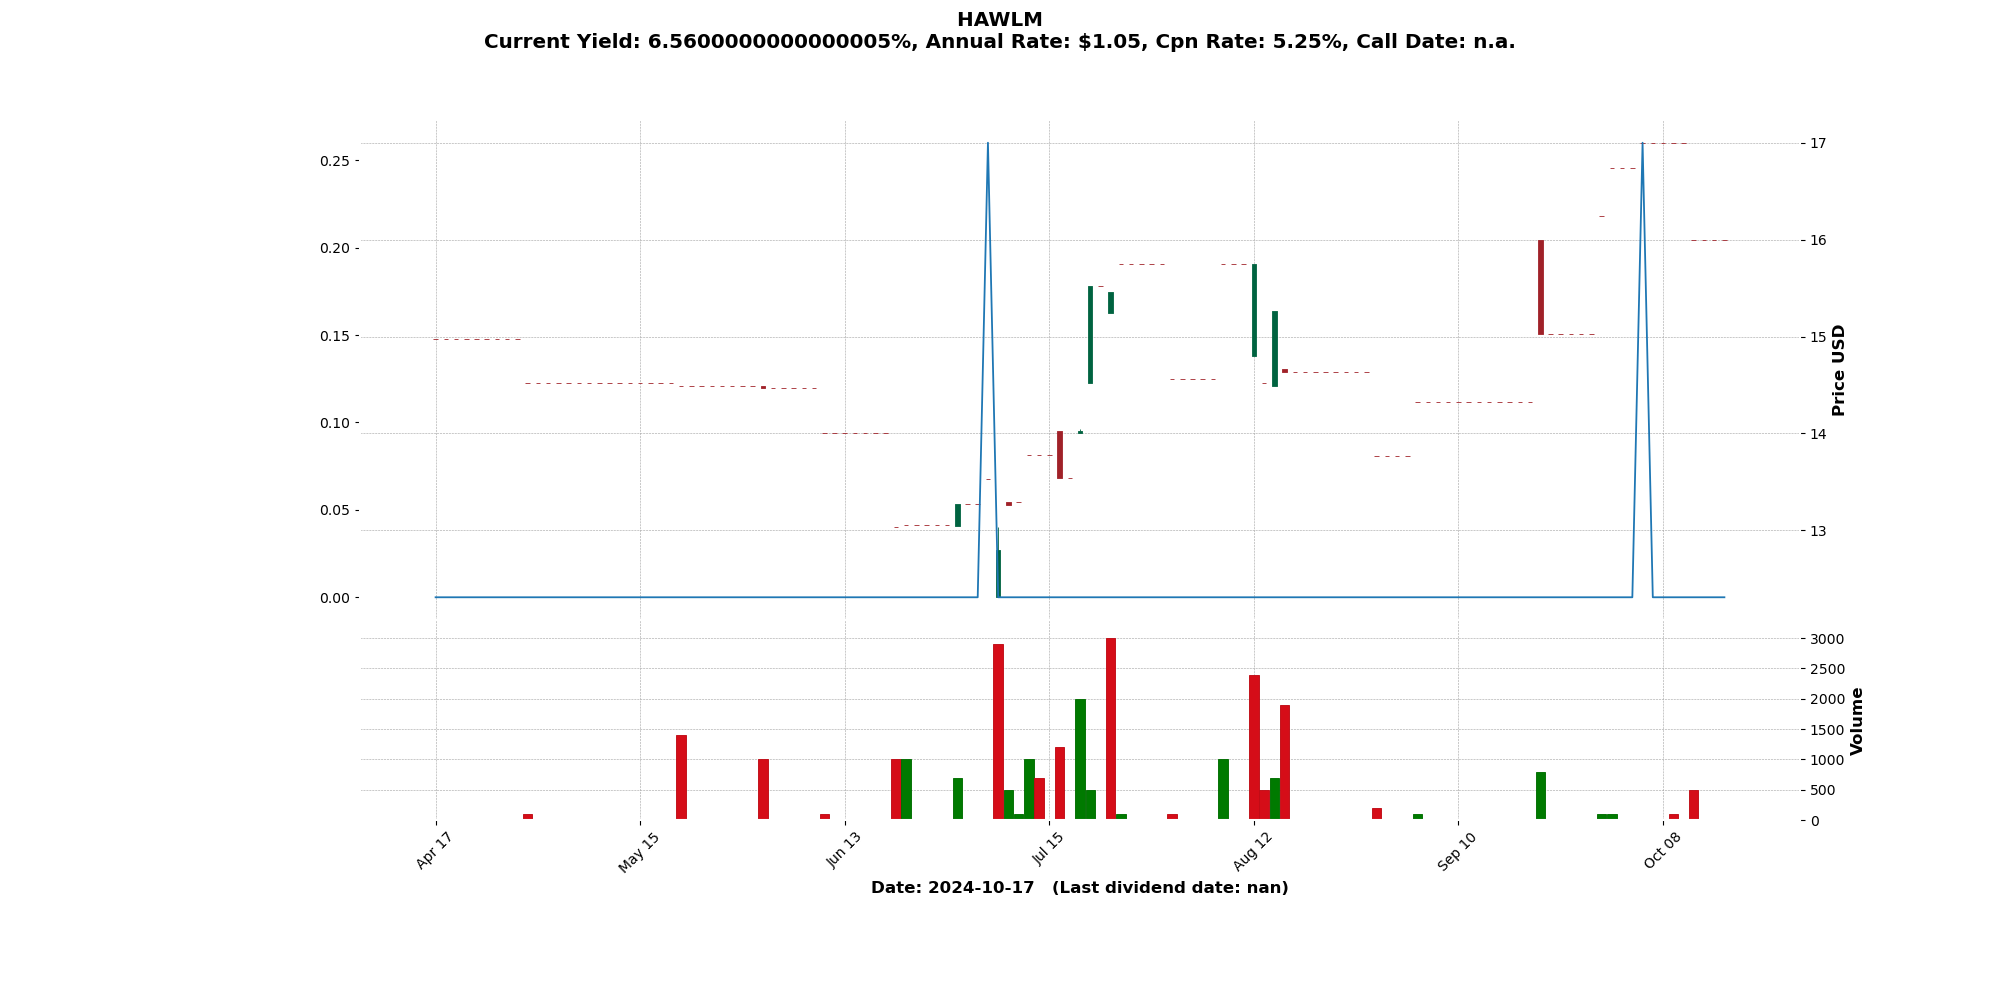 HAWLM
Current Yield: 6.5600000000000005%, Annual Rate: $1.05, Cpn Rate: 5.25%, Call Date: n.a.
0.25
0.20
0.15
0.10
0.05
0.00
17
16
15
14
13
Price USD
3000
2500
2000
1500
1000
500
0
Volume
Apr 17
May 15
Jun 13
Jul 15
Aug 12
Sep 10
Oct 08
Date: 2024-10-17 (Last dividend date: nan)